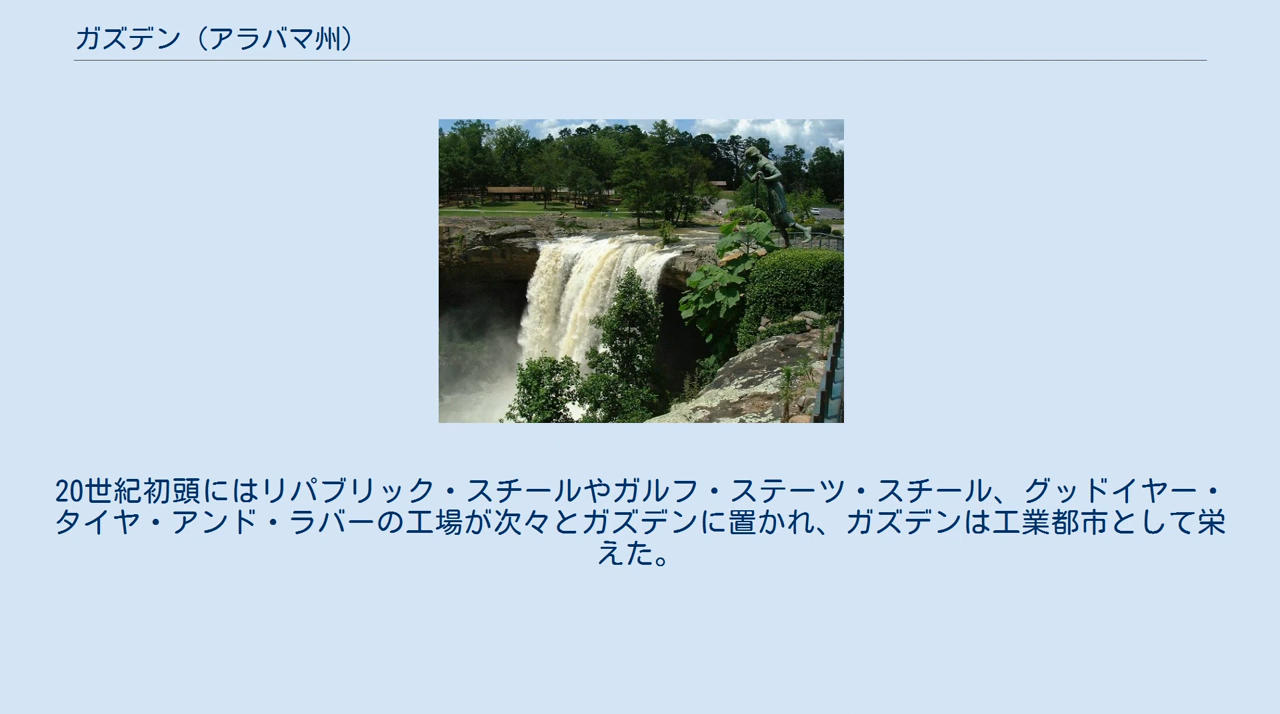 ガズデン（アラバマ州）
20世紀初頭にはリパブリック・スチールやガルフ・ステーツ・スチール、グッドイヤー・
タイヤ・アンド・ラバーの工場が次々とガズデンに置かれ、ガズデンは工業都市として栄
えた。